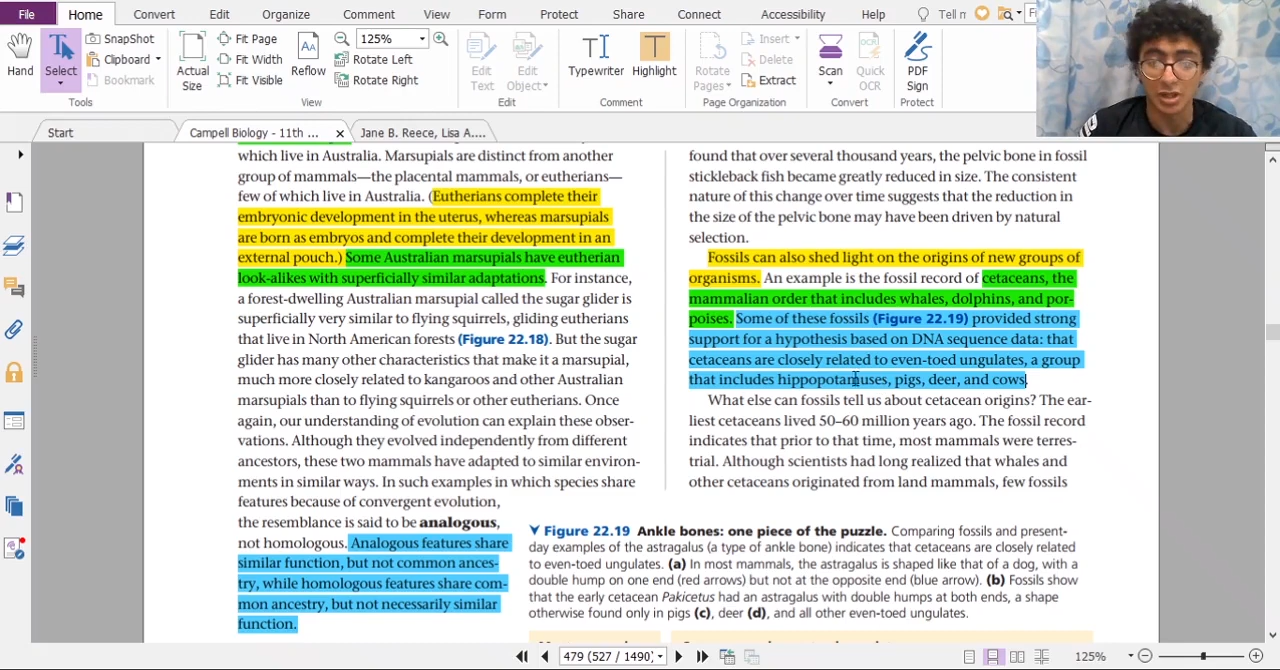 File Home Convert Edit Organize Comment View Form Protect Share Connect Accessibility Help Tell
Hand
Select
SnapShot
Clipboard
Bookmark
Tools
Actual Size
Fit Page
Fit Width
Fit Visible
Reflow
125%
Rotate Left
Rotate Right
View
Edit Text
Edit Object
Edit
Typewriter
Highlight
Comment
Rotate Pages
Insert
Delete
Extract
Page Organization
Scan
Quick OCR
Convert
PDF Sign
Protect
Start
Campell Biology - 11th ...
Jane B. Reece, Lisa A....
which live in Australia. Marsupials are distinct from another
group of mammals—the placental mammals, or eutherians—
few of which live in Australia. (Eutherians complete their
embryonic development in the uterus, whereas marsupials
are born as embryos and complete their development in an
external pouch.) Some Australian marsupials have eutherian
look-alikes with superficially similar adaptations. For instance,
a forest-dwelling Australian marsupial called the sugar glider is
superficially very similar to flying squirrels, gliding eutherians
that live in North American forests (Figure 22.18). But the sugar
glider has many other characteristics that make it a marsupial,
much more closely related to kangaroos and other Australian
marsupials than to flying squirrels or other eutherians. Once
again, our understanding of evolution can explain these obser-
vations. Although they evolved independently from different
ancestors, these two mammals have adapted to similar environ-
ments in similar ways. In such examples in which species share
features because of convergent evolution,
the resemblance is said to be analogous,
not homologous. Analogous features share
similar function, but not common ances-
try, while homologous features share com-
mon ancestry, but not necessarily similar
function.
found that over several thousand years, the pelvic bone in fossil
stickleback fish became greatly reduced in size. The consistent
nature of this change over time suggests that the reduction in
the size of the pelvic bone may have been driven by natural
selection.
Fossils can also shed light on the origins of new groups of
organisms. An example is the fossil record of cetaceans, the
mammalian order that includes whales, dolphins, and por-
poises. Some of these fossils (Figure 22.19) provided strong
support for a hypothesis based on DNA sequence data: that
cetaceans are closely related to even-toed ungulates, a group
that includes hippopotamuses, pigs, deer, and cows.
What else can fossils tell us about cetacean origins? The ear-
liest cetaceans lived 50–60 million years ago. The fossil record
indicates that prior to that time, most mammals were terres-
trial. Although scientists had long realized that whales and
other cetaceans originated from land mammals, few fossils
Figure 22.19 Ankle bones: one piece of the puzzle. Comparing fossils and present-
day examples of the astragalus (a type of ankle bone) indicates that cetaceans are closely related
to even-toed ungulates. (a) In most mammals, the astragalus is shaped like that of a dog, with a
double hump on one end (red arrows) but not at the opposite end (blue arrow). (b) Fossils show
that the early cetacean Pakicetus had an astragalus with double humps at both ends, a shape
otherwise found only in pigs (c), deer (d), and all other even-toed ungulates.
479 (527 / 1490)
125%